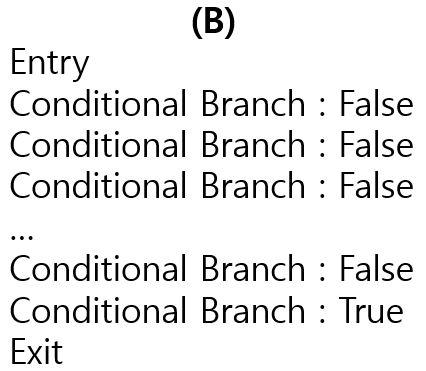 (B)
Entry
Conditional Branch : False
Conditional Branch : False
Conditional Branch : False
...
Conditional Branch : False
Conditional Branch : True
Exit